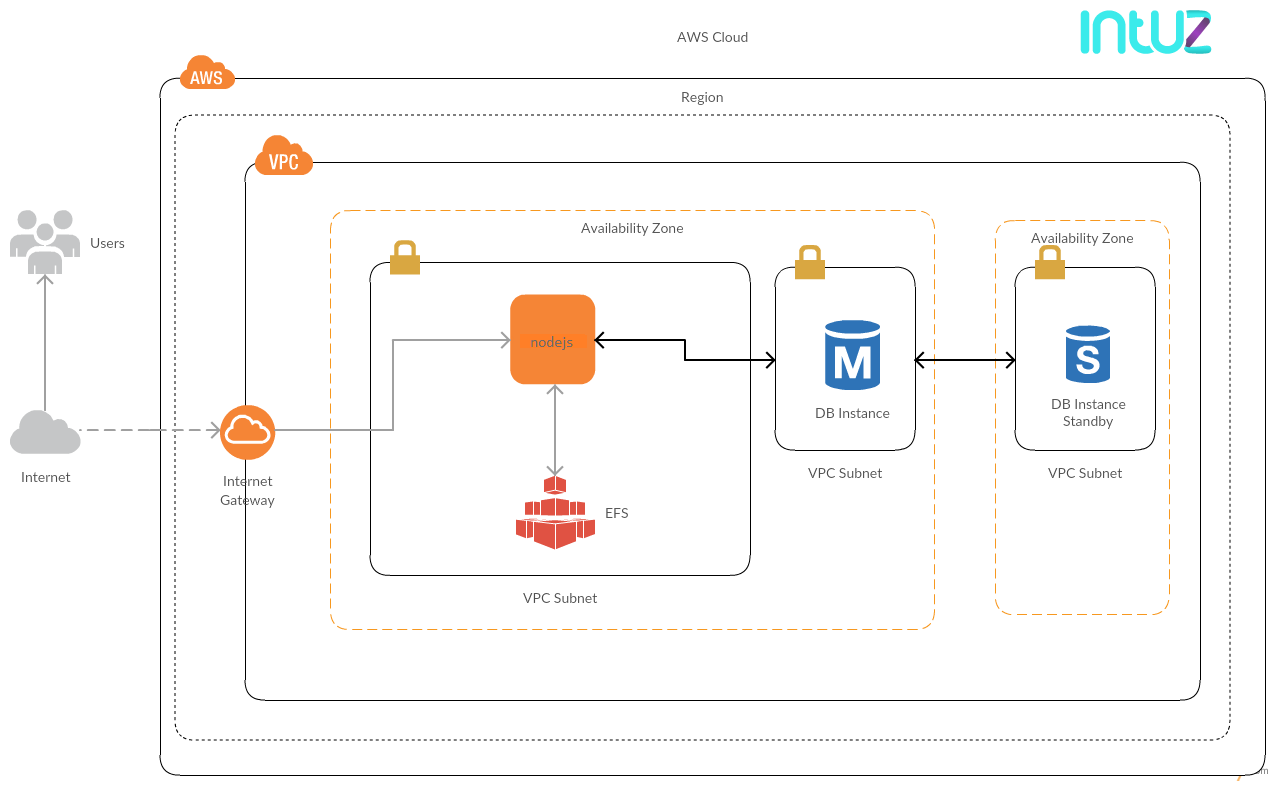 AWS Cloud
INTUZ
AWS
Region
VPC
Availability Zone
Availability Zone
Users
nodejs
M
DB Instance
S
DB Instance
Standby
VPC Subnet
VPC Subnet
Internet
Internet
Gateway
EFS
VPC Subnet